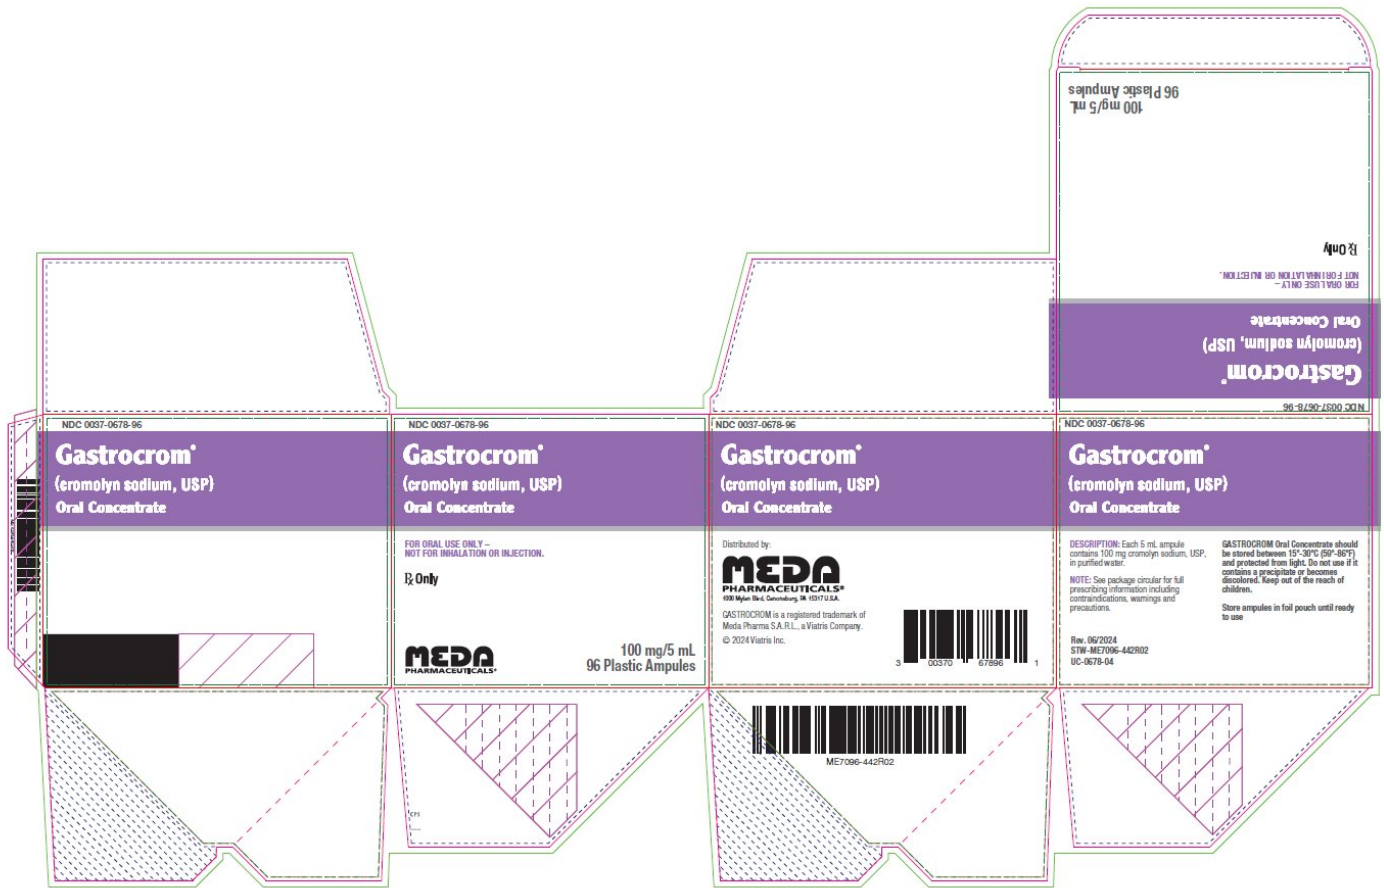 100 mg/5 mL
96 Plastic Ampules
℞ Only
FOR ORAL USE ONLY –
NOT FOR INHALATION OR INJECTION.
Gastrocrom®
(cromolyn sodium, USP)
Oral Concentrate
NDC 0037-0678-96
NDC 0037-0678-96
Gastrocrom®
(cromolyn sodium, USP)
Oral Concentrate
NDC 0037-0678-96
Gastrocrom®
(cromolyn sodium, USP)
Oral Concentrate
FOR ORAL USE ONLY –
NOT FOR INHALATION OR INJECTION.
℞ Only
MEDA
PHARMACEUTICALS®
100 mg/5 mL
96 Plastic Ampules
NDC 0037-0678-96
Gastrocrom®
(cromolyn sodium, USP)
Oral Concentrate
Distributed by:
MEDA
PHARMACEUTICALS®
1000 Mylan Blvd, Canonsburg, PA 15317 U.S.A.
GASTROCROM is a registered trademark of
Meda Pharma S.A.R.L., a Viatris Company.
© 2024 Viatris Inc.
3 00370 67896 1
NDC 0037-0678-96
Gastrocrom®
(cromolyn sodium, USP)
Oral Concentrate
DESCRIPTION: Each 5 mL ampule
contains 100 mg cromolyn sodium, USP,
in purified water.
NOTE: See package circular for full
prescribing information including
contraindications, warnings and
precautions.
GASTROCROM Oral Concentrate should
be stored between 15°-30°C (59°-86°F)
and protected from light. Do not use if it
contains a precipitate or becomes
discolored. Keep out of the reach of
children.
Store ampules in foil pouch until ready
to use
Rev. 06/2024
STW-ME7096-442R02
UC-0678-04
ME7096-442R02